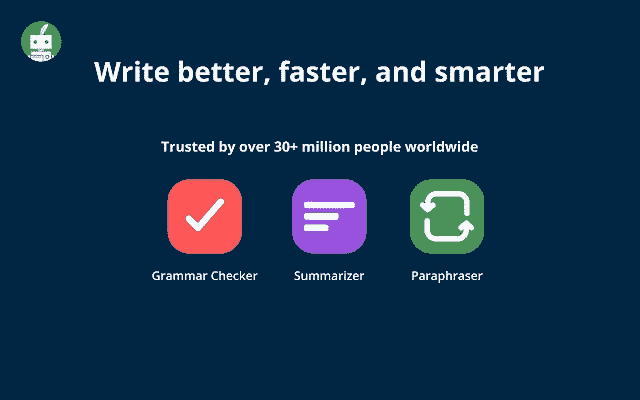 Write better, faster, and smarter
Trusted by over 30+ million people worldwide
Grammar Checker
Summarizer
Paraphraser